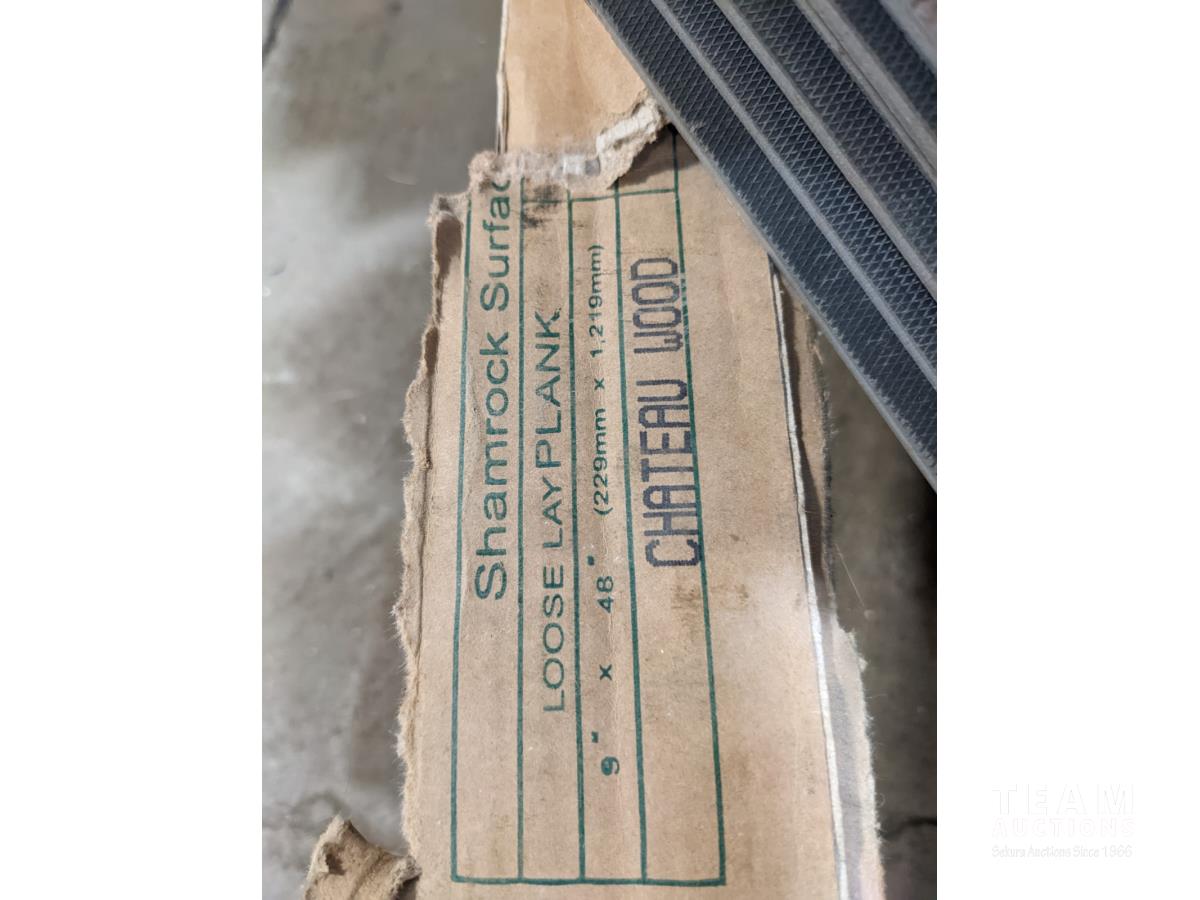 Shamrock Surfac
LOOSE LAY PLANK
9" x 48" (229mm x 1,219mm)
CHATEAU WOOD
TEAM
AUCTIONS
Sekura Auctions Since 1966